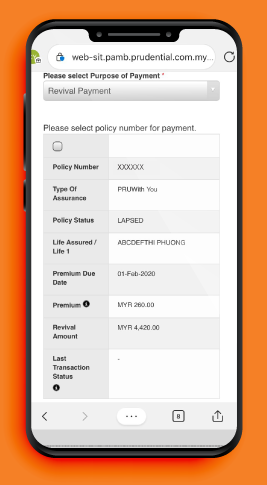 web-sit.pamb.prudential.com.my...
Please select Purpose of Payment *
Revival Payment
Please select policy number for payment.
Policy Number XXXXXX
Type Of
Assurance
PRUWith You
Policy Status LAPSED
Life Assured /
Life 1
ABCDEFTHI PHUONG
Premium Due
Date
01-Feb-2020
Premium MYR 260.00
Revival
Amount
MYR 4,420.00
Last
Transaction
Status
-
8